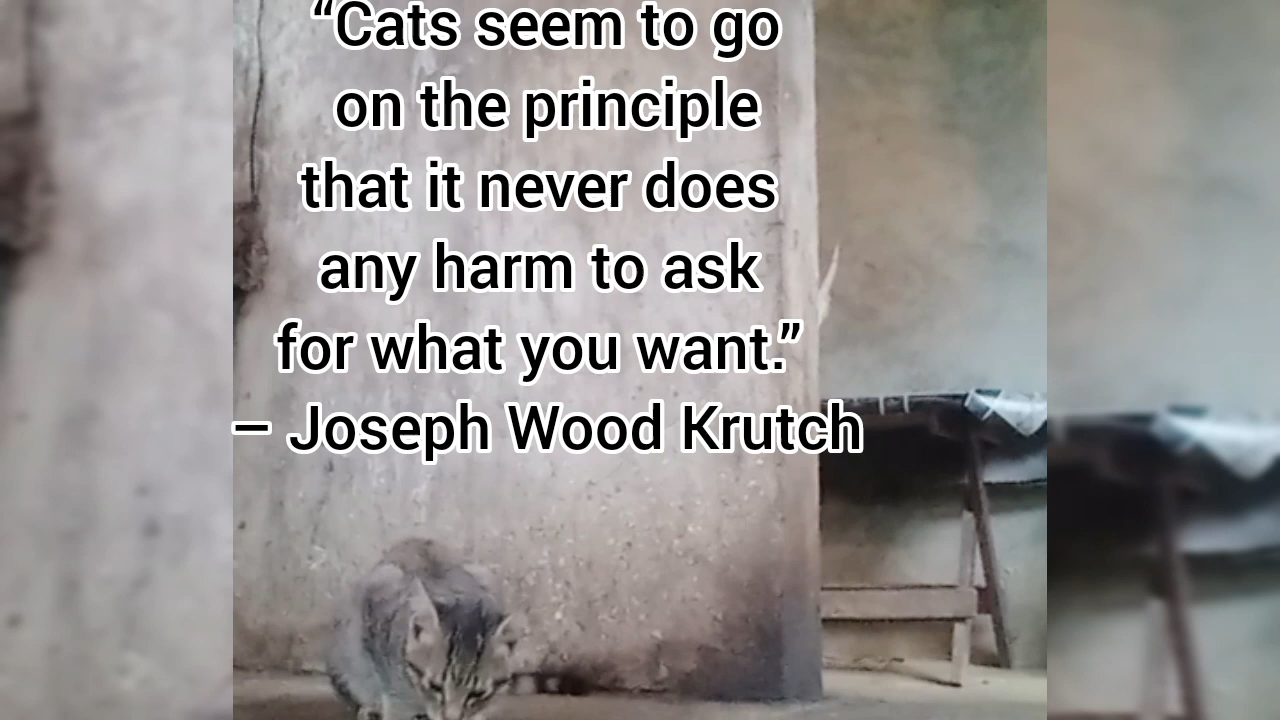 “Cats seem to go
on the principle
that it never does
any harm to ask
for what you want.”
– Joseph Wood Krutch